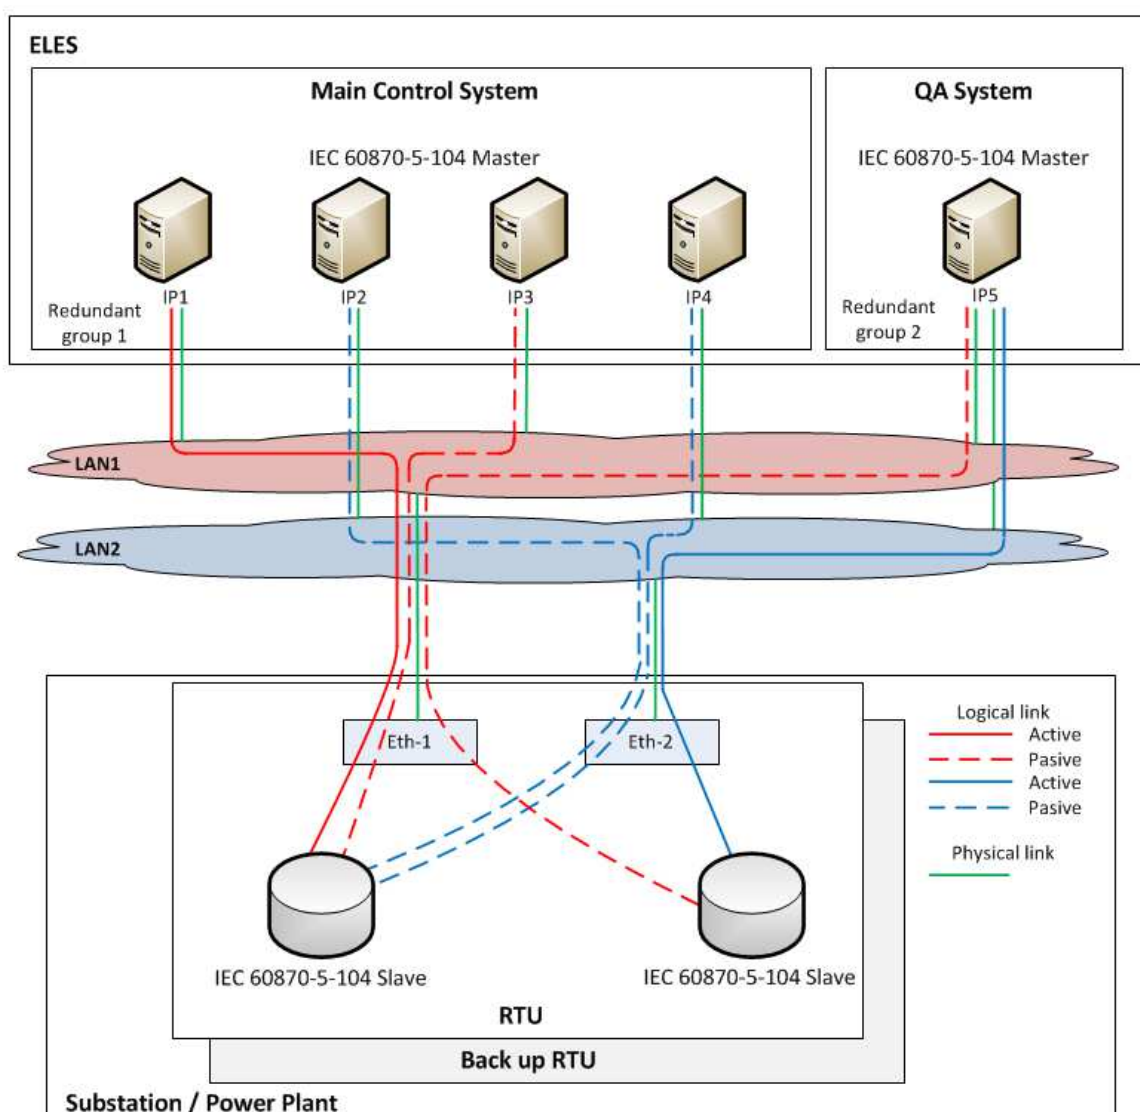 ELES
Main Control System
QA System
IEC 60870-5-104 Master
IEC 60870-5-104 Master
IP1
IP2
IP3
IP4
IP5
Redundant
group 1
Redundant
group 2
LAN1
LAN2
Logical link
Active
Pasive
Active
Pasive
Physical link
Eth-1
Eth-2
IEC 60870-5-104 Slave
IEC 60870-5-104 Slave
RTU
Back up RTU
Substation / Power Plant